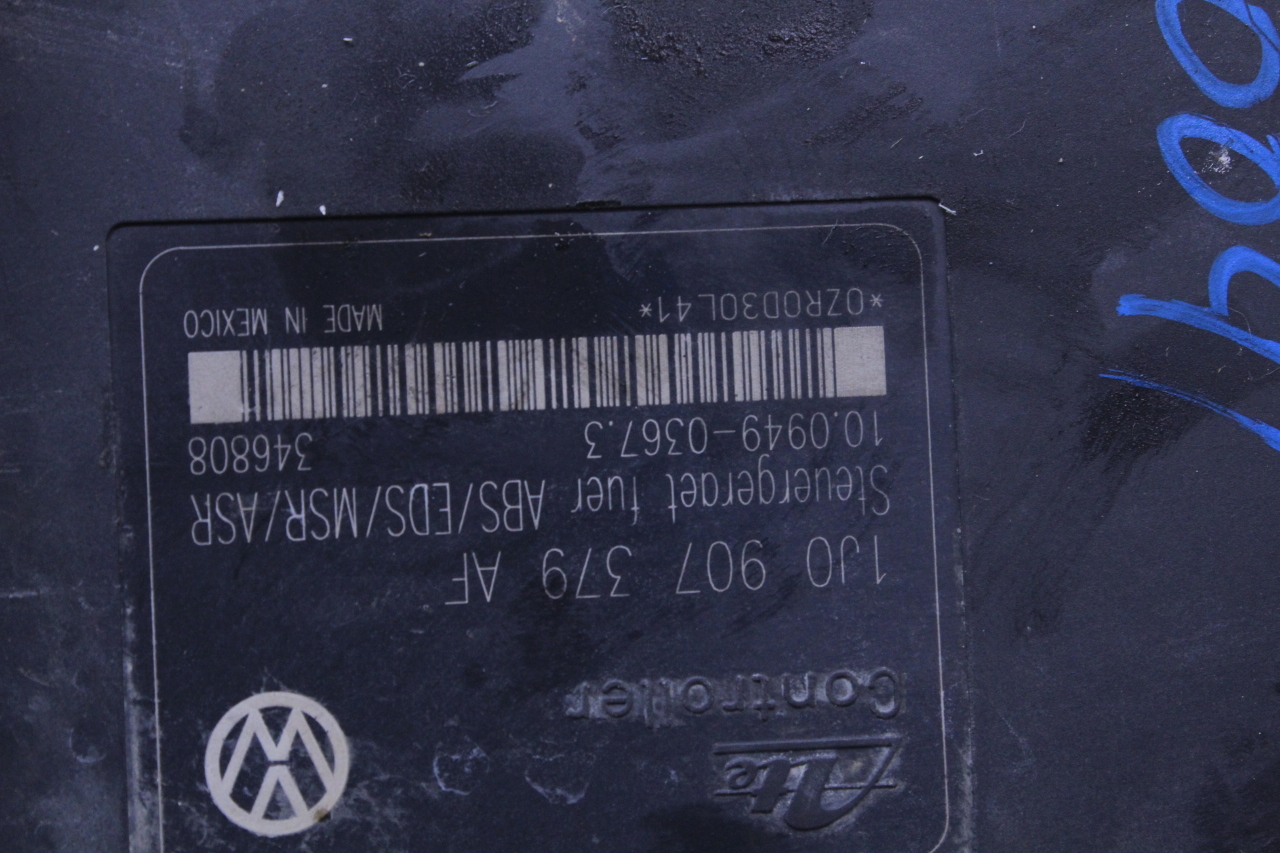 Ate
Controller
1J0 907 379 AF
Steuergeraet fuer ABS/EDS/MSR/ASR
10.0949-0367.3 346808
*0ZR0D30L41* MADE IN MEXICO